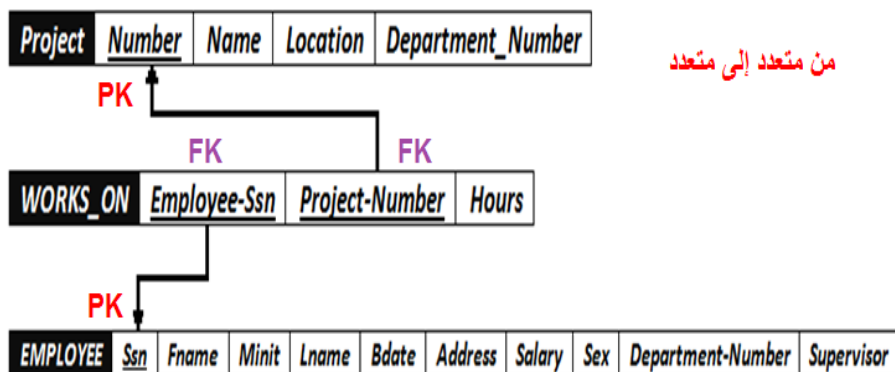 Project Number Name Location Department_Number
من متعدد إلى متعدد
PK
FK FK
WORKS_ON Employee-Ssn Project-Number Hours
PK
EMPLOYEE Ssn Fname Minit Lname Bdate Address Salary Sex Department-Number Supervisor